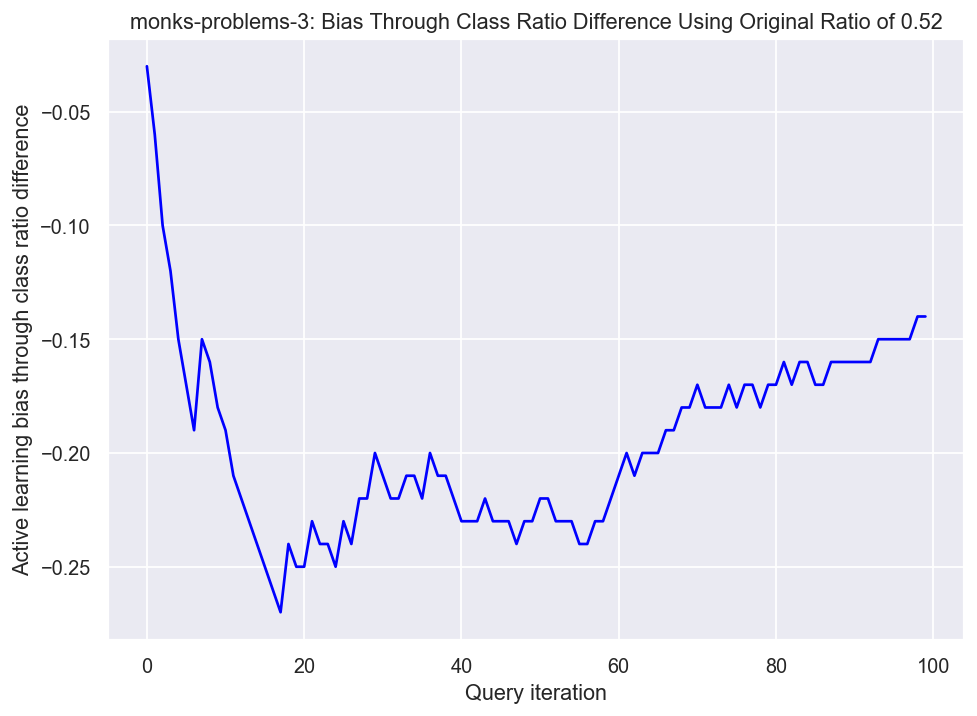 monks-problems-3: Bias Through Class Ratio Difference Using Original Ratio of 0.52
Active learning bias through class ratio difference
−0.05
−0.10
−0.15
−0.20
−0.25
0 20 40 60 80 100
Query iteration